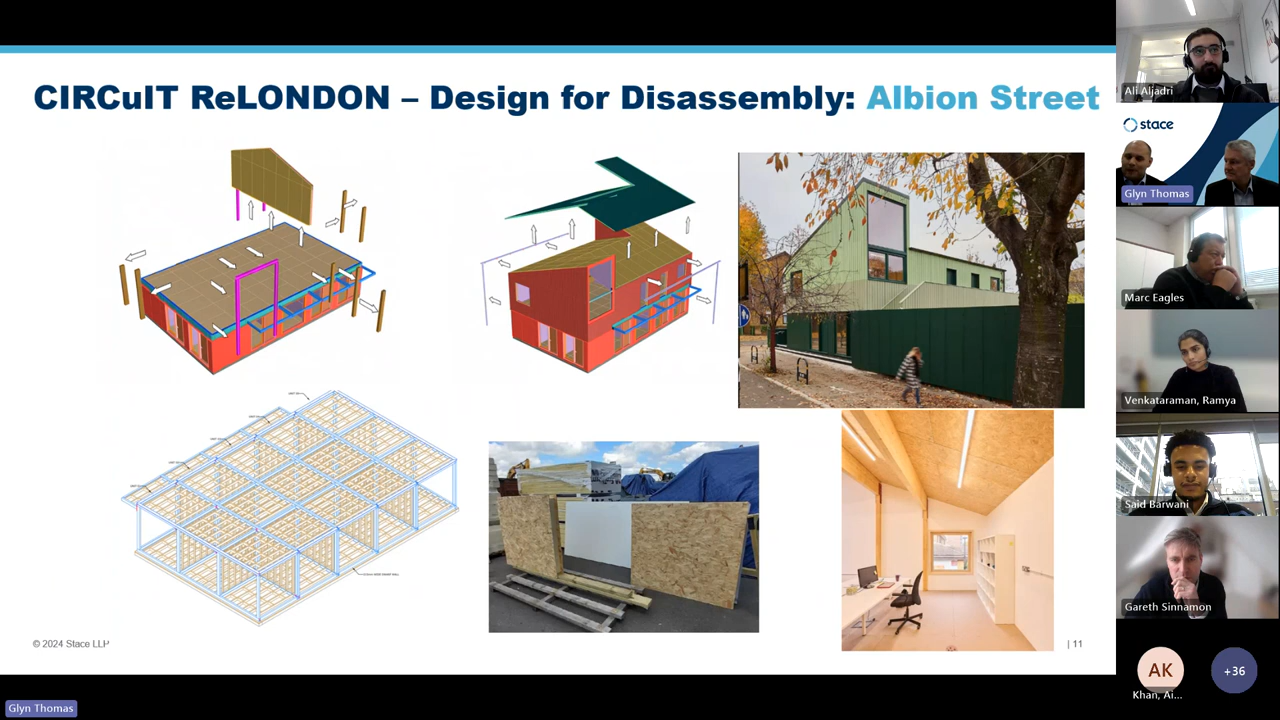 CIRCuIT ReLONDON – Design for Disassembly: Albion Street
© 2024 Stace LLP
| 11
Ali Aljadri
stace
Glyn Thomas
Marc Eagles
Venkataraman, Ramya
Said Barwani
Gareth Sinnamon
AK
Khan, Ai...
+36
Glyn Thomas